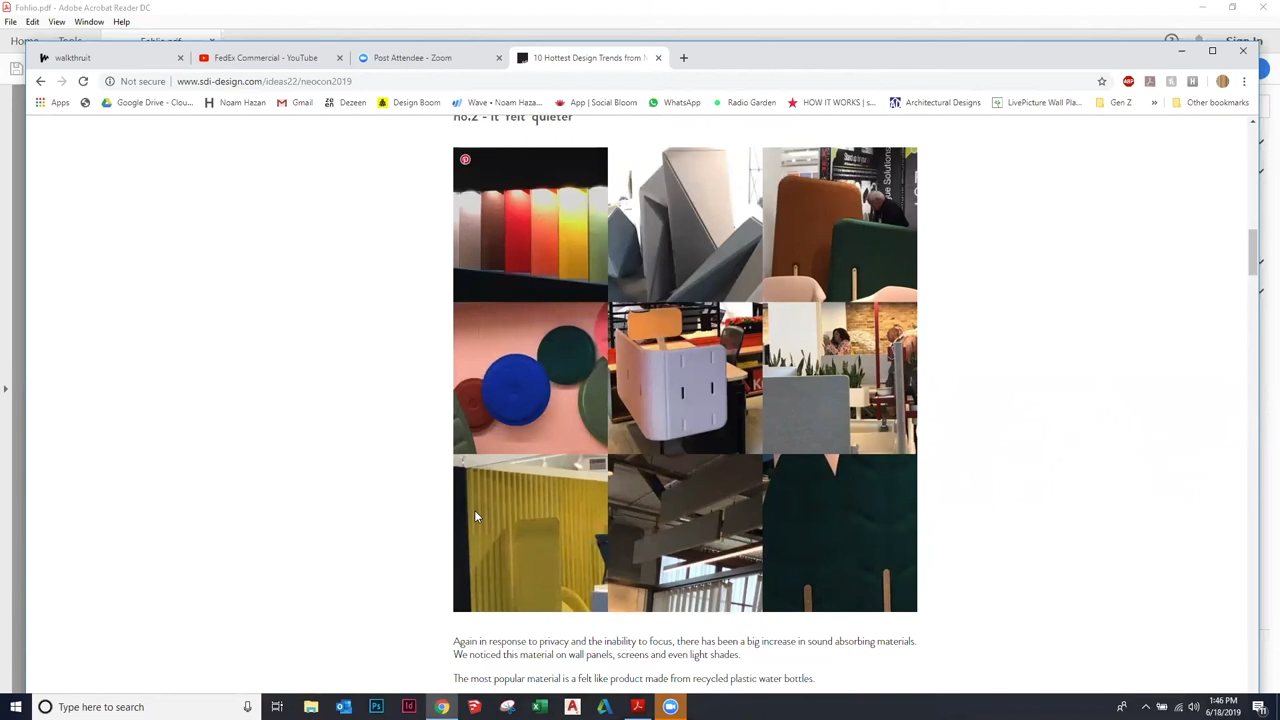 Fohlio.pdf - Adobe Acrobat Reader DC
File Edit View Window Help
Home Tools Fohlio.pdf Sign In
walkthruit FedEx Commercial - YouTube Post Attendee - Zoom 10 Hottest Design Trends from N
Not secure www.sdi-design.com/ideas22/neocon2019
Apps Google Drive - Clou... Noam Hazan Gmail Dezeen Design Boom Wave • Noam Haza... App | Social Bloom WhatsApp Radio Garden HOW IT WORKS | s... Architectural Designs LivePicture Wall Pla... Gen Z » Other bookmarks
no.2 - it 'felt' quieter
Again in response to privacy and the inability to focus, there has been a big increase in sound absorbing materials.
We noticed this material on wall panels, screens and even light shades.
The most popular material is a felt like product made from recycled plastic water bottles.
Type here to search
1:46 PM
6/18/2019